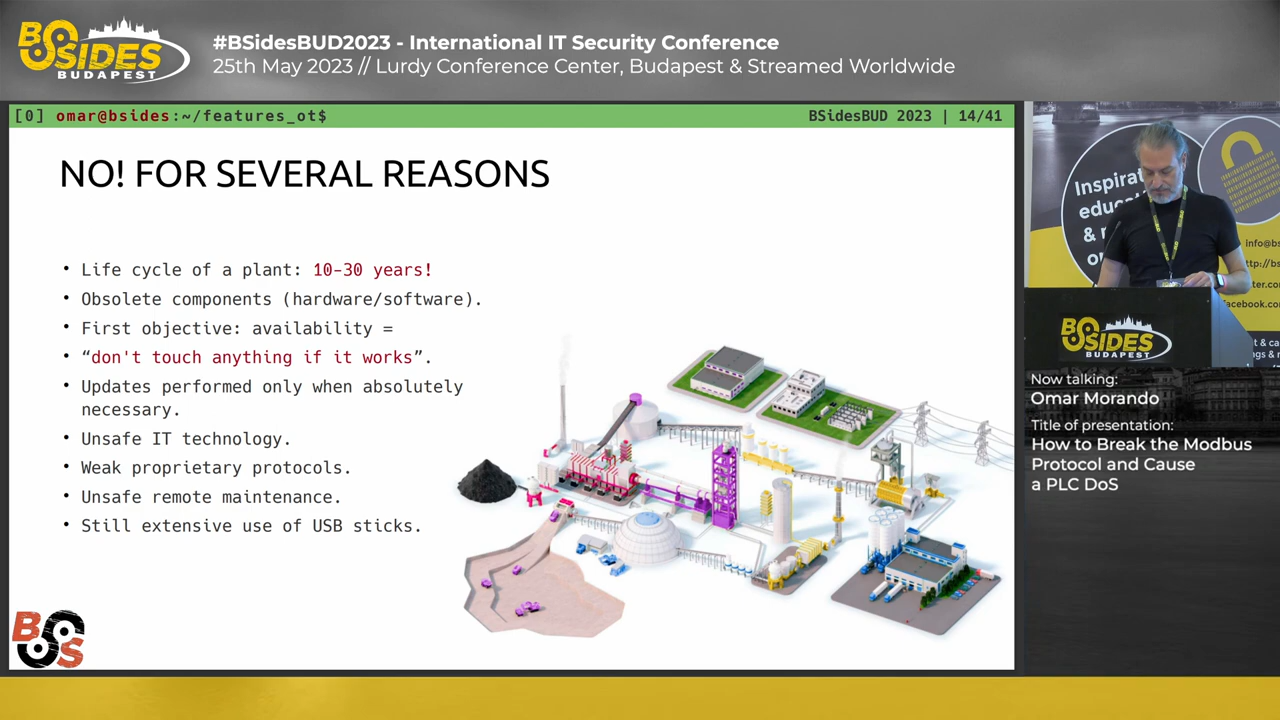 BSIDES
BUDAPEST
#BSidesBUD2023 - International IT Security Conference
25th May 2023 // Lurdy Conference Center, Budapest & Streamed Worldwide
[0] omar@bsides:~/features_ot$
BSidesBUD 2023 | 14/41
NO! FOR SEVERAL REASONS
• Life cycle of a plant: 10–30 years!
• Obsolete components (hardware/software).
• First objective: availability =
• “don't touch anything if it works”.
• Updates performed only when absolutely
necessary.
• Unsafe IT technology.
• Weak proprietary protocols.
• Unsafe remote maintenance.
• Still extensive use of USB sticks.
BSIDES
BUDAPEST
Now talking:
Omar Morando
Title of presentation:
How to Break the Modbus
Protocol and Cause
a PLC DoS